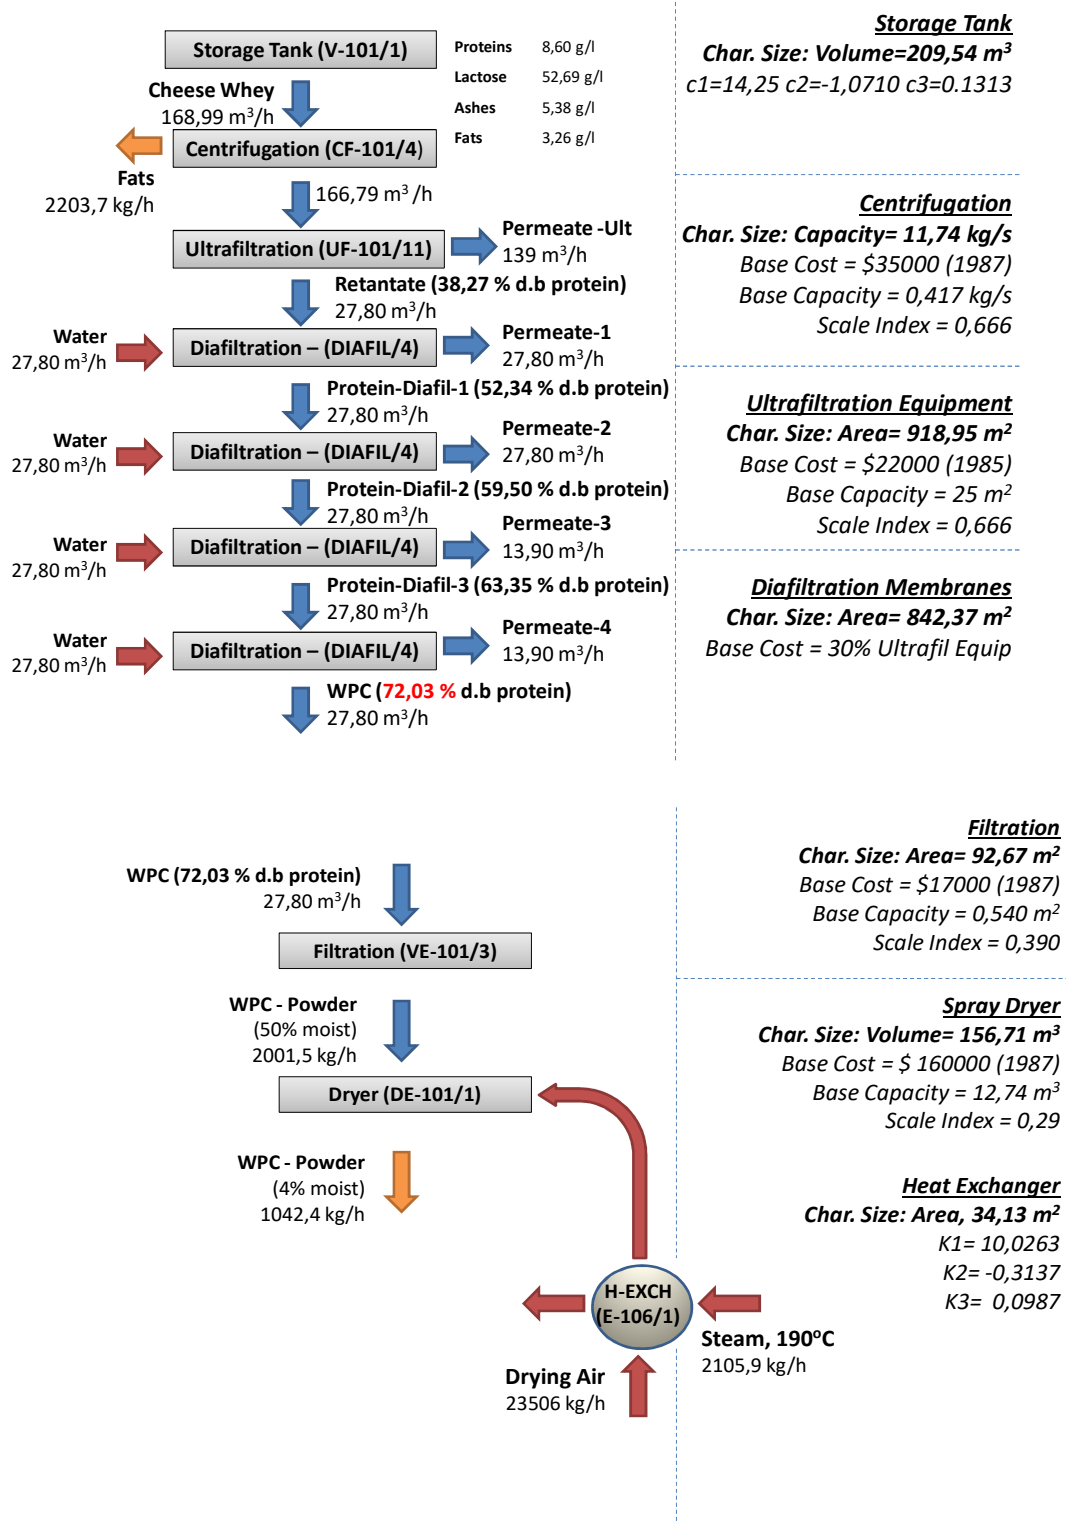 Storage Tank (V-101/1)
Proteins 8,60 g/l
Lactose 52,69 g/l
Ashes 5,38 g/l
Fats 3,26 g/l
Cheese Whey
168,99 m³/h
Centrifugation (CF-101/4)
Fats
2203,7 kg/h
166,79 m³ /h
Ultrafiltration (UF-101/11)
Permeate -Ult
139 m³/h
Retantate (38,27 % d.b protein)
27,80 m³/h
Water
27,80 m³/h
Diafiltration – (DIAFIL/4)
Permeate-1
27,80 m³/h
Protein-Diafil-1 (52,34 % d.b protein)
27,80 m³/h
Water
27,80 m³/h
Diafiltration – (DIAFIL/4)
Permeate-2
27,80 m³/h
Protein-Diafil-2 (59,50 % d.b protein)
27,80 m³/h
Water
27,80 m³/h
Diafiltration – (DIAFIL/4)
Permeate-3
13,90 m³/h
Protein-Diafil-3 (63,35 % d.b protein)
27,80 m³/h
Water
27,80 m³/h
Diafiltration – (DIAFIL/4)
Permeate-4
13,90 m³/h
WPC (72,03 % d.b protein)
27,80 m³/h
Storage Tank
Char. Size: Volume=209,54 m³
c1=14,25 c2=-1,0710 c3=0.1313
Centrifugation
Char. Size: Capacity= 11,74 kg/s
Base Cost = $35000 (1987)
Base Capacity = 0,417 kg/s
Scale Index = 0,666
Ultrafiltration Equipment
Char. Size: Area= 918,95 m²
Base Cost = $22000 (1985)
Base Capacity = 25 m²
Scale Index = 0,666
Diafiltration Membranes
Char. Size: Area= 842,37 m²
Base Cost = 30% Ultrafil Equip
WPC (72,03 % d.b protein)
27,80 m³/h
Filtration (VE-101/3)
WPC - Powder
(50% moist)
2001,5 kg/h
Dryer (DE-101/1)
WPC - Powder
(4% moist)
1042,4 kg/h
H-EXCH
(E-106/1)
Steam, 190ºC
2105,9 kg/h
Drying Air
23506 kg/h
Filtration
Char. Size: Area= 92,67 m²
Base Cost = $17000 (1987)
Base Capacity = 0,540 m²
Scale Index = 0,390
Spray Dryer
Char. Size: Volume= 156,71 m³
Base Cost = $ 160000 (1987)
Base Capacity = 12,74 m³
Scale Index = 0,29
Heat Exchanger
Char. Size: Area, 34,13 m²
K1= 10,0263
K2= -0,3137
K3= 0,0987